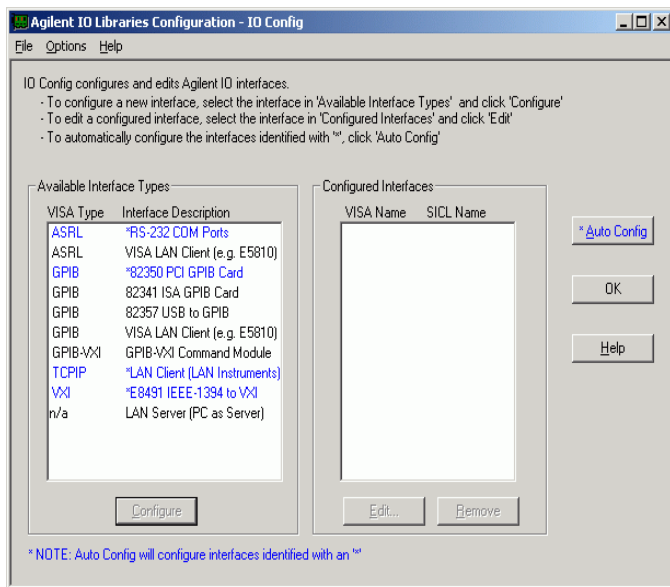 Agilent IO Libraries Configuration - IO Config
File Options Help
IO Config configures and edits Agilent IO interfaces.
- To configure a new interface, select the interface in 'Available Interface Types' and click 'Configure'
- To edit a configured interface, select the interface in 'Configured Interfaces' and click 'Edit'
- To automatically configure the interfaces identified with '*', click 'Auto Config'
Available Interface Types
VISA Type Interface Description
ASRL *RS-232 COM Ports
ASRL VISA LAN Client (e.g. E5810)
GPIB *82350 PCI GPIB Card
GPIB 82341 ISA GPIB Card
GPIB 82357 USB to GPIB
GPIB VISA LAN Client (e.g. E5810)
GPIB-VXI GPIB-VXI Command Module
TCPIP *LAN Client (LAN Instruments)
VXI *E8491 IEEE-1394 to VXI
n/a LAN Server (PC as Server)
Configure
Configured Interfaces
VISA Name SICL Name
Edit... Remove
* Auto Config
OK
Help
* NOTE: Auto Config will configure interfaces identified with an '*'